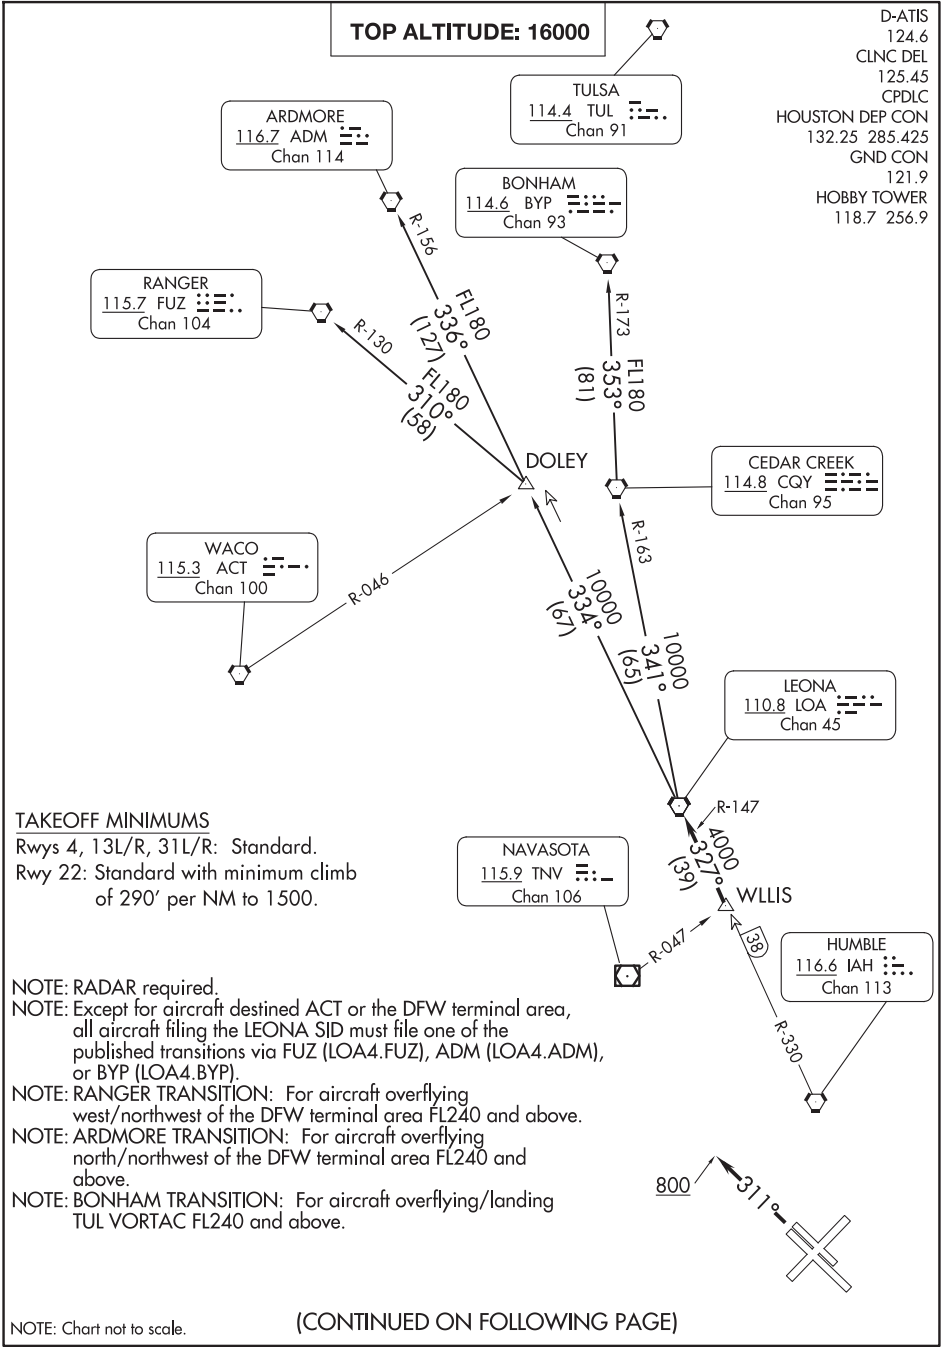 TOP ALTITUDE: 16000
D-ATIS
124.6
CLNC DEL
125.45
CPDLC
HOUSTON DEP CON
132.25 285.425
GND CON
121.9
HOBBY TOWER
118.7 256.9
TULSA
114.4 TUL
Chan 91
ARDMORE
116.7 ADM
Chan 114
BONHAM
114.6 BYP
Chan 93
R-156
RANGER
115.7 FUZ
Chan 104
R-130
FL180
336°
(127)
R-173
FL180
310°
(58)
FL180
353°
(81)
DOLEY
CEDAR CREEK
114.8 CQY
Chan 95
R-163
WACO
115.3 ACT
Chan 100
R-046
10000
334°
(67)
10000
341°
(65)
LEONA
110.8 LOA
Chan 45
R-147
4000
327°
(39)
TAKEOFF MINIMUMS
Rwys 4, 13L/R, 31L/R: Standard.
Rwy 22: Standard with minimum climb
of 290' per NM to 1500.
NAVASOTA
115.9 TNV
Chan 106
WLLIS
R-047
38
HUMBLE
116.6 IAH
Chan 113
R-330
NOTE: RADAR required.
NOTE: Except for aircraft destined ACT or the DFW terminal area,
all aircraft filing the LEONA SID must file one of the
published transitions via FUZ (LOA4.FUZ), ADM (LOA4.ADM),
or BYP (LOA4.BYP).
NOTE: RANGER TRANSITION: For aircraft overflying
west/northwest of the DFW terminal area FL240 and above.
NOTE: ARDMORE TRANSITION: For aircraft overflying
north/northwest of the DFW terminal area FL240 and
above.
NOTE: BONHAM TRANSITION: For aircraft overflying/landing
TUL VORTAC FL240 and above.
800
311°
NOTE: Chart not to scale.
(CONTINUED ON FOLLOWING PAGE)